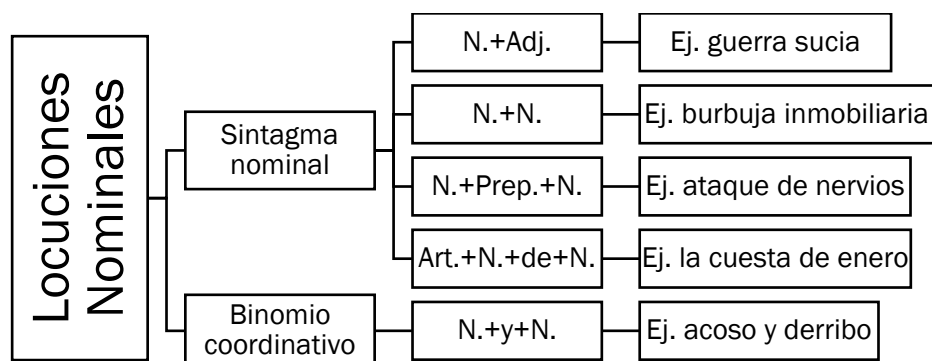 Locuciones
Nominales
Sintagma
nominal
N.+Adj.
Ej. guerra sucia
N.+N.
Ej. burbuja inmobiliaria
N.+Prep.+N.
Ej. ataque de nervios
Art.+N.+de+N.
Ej. la cuesta de enero
Binomio
coordinativo
N.+y+N.
Ej. acoso y derribo